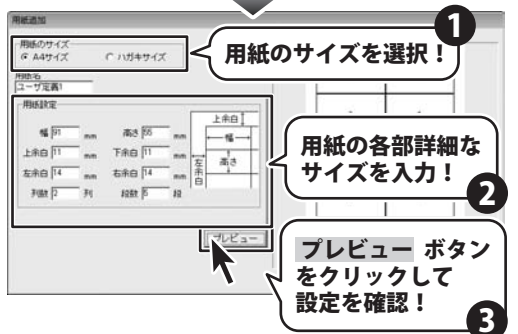 用紙追加
用紙のサイズ
A4サイズ ハガキサイズ
用紙のサイズを選択！
1
用紙名
ユーザ定義1
用紙設定
幅 91 mm 高さ 55 mm
上余白 11 mm 下余白 11 mm
左余白 14 mm 右余白 14 mm
列数 2 列 段数 5 段
上余白
幅
左余白
高さ
用紙の各部詳細な
サイズを入力！
2
プレビュー
プレビュー ボタン
をクリックして
設定を確認！
3